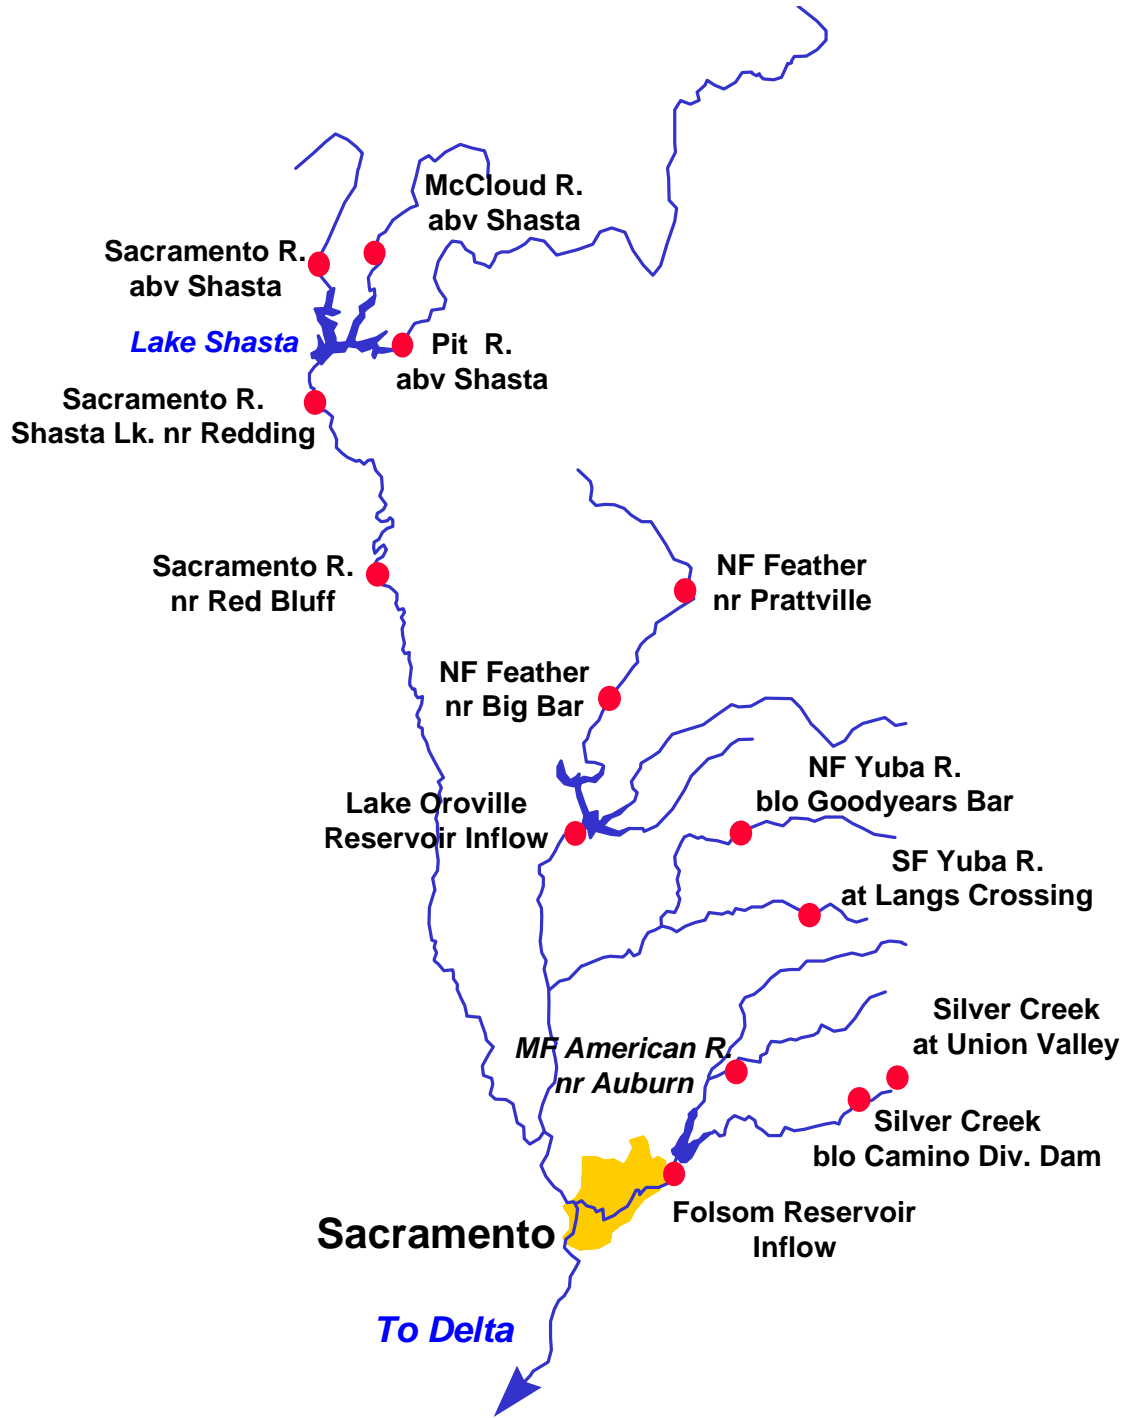 McCloud R.
abv Shasta
Sacramento R.
abv Shasta
Lake Shasta
Pit R.
abv Shasta
Sacramento R.
Shasta Lk. nr Redding
Sacramento R.
nr Red Bluff
NF Feather
nr Prattville
NF Feather
nr Big Bar
NF Yuba R.
blo Goodyears Bar
Lake Oroville
Reservoir Inflow
SF Yuba R.
at Langs Crossing
Silver Creek
at Union Valley
MF American R.
nr Auburn
Silver Creek
blo Camino Div. Dam
Folsom Reservoir
Inflow
Sacramento
To Delta